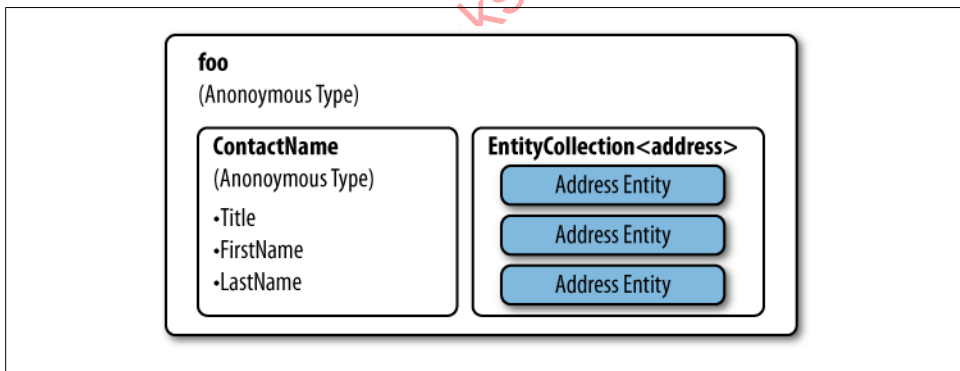 foo
(Anonoymous Type)
ContactName
(Anonoymous Type)
•Title
•FirstName
•LastName
EntityCollection<address>
Address Entity
Address Entity
Address Entity